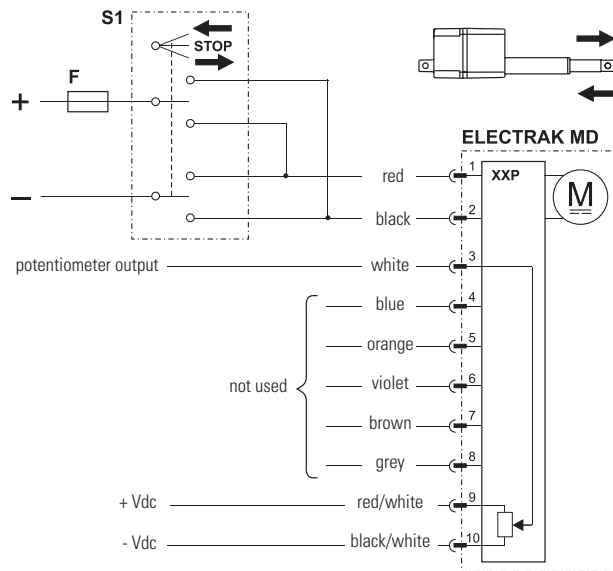 S1
STOP
F
+
–
ELECTRAK MD
red 1 XXP
M
black 2
potentiometer output white 3
blue 4
orange 5
not used violet 6
brown 7
grey 8
+ Vdc red/white 9
- Vdc black/white 10